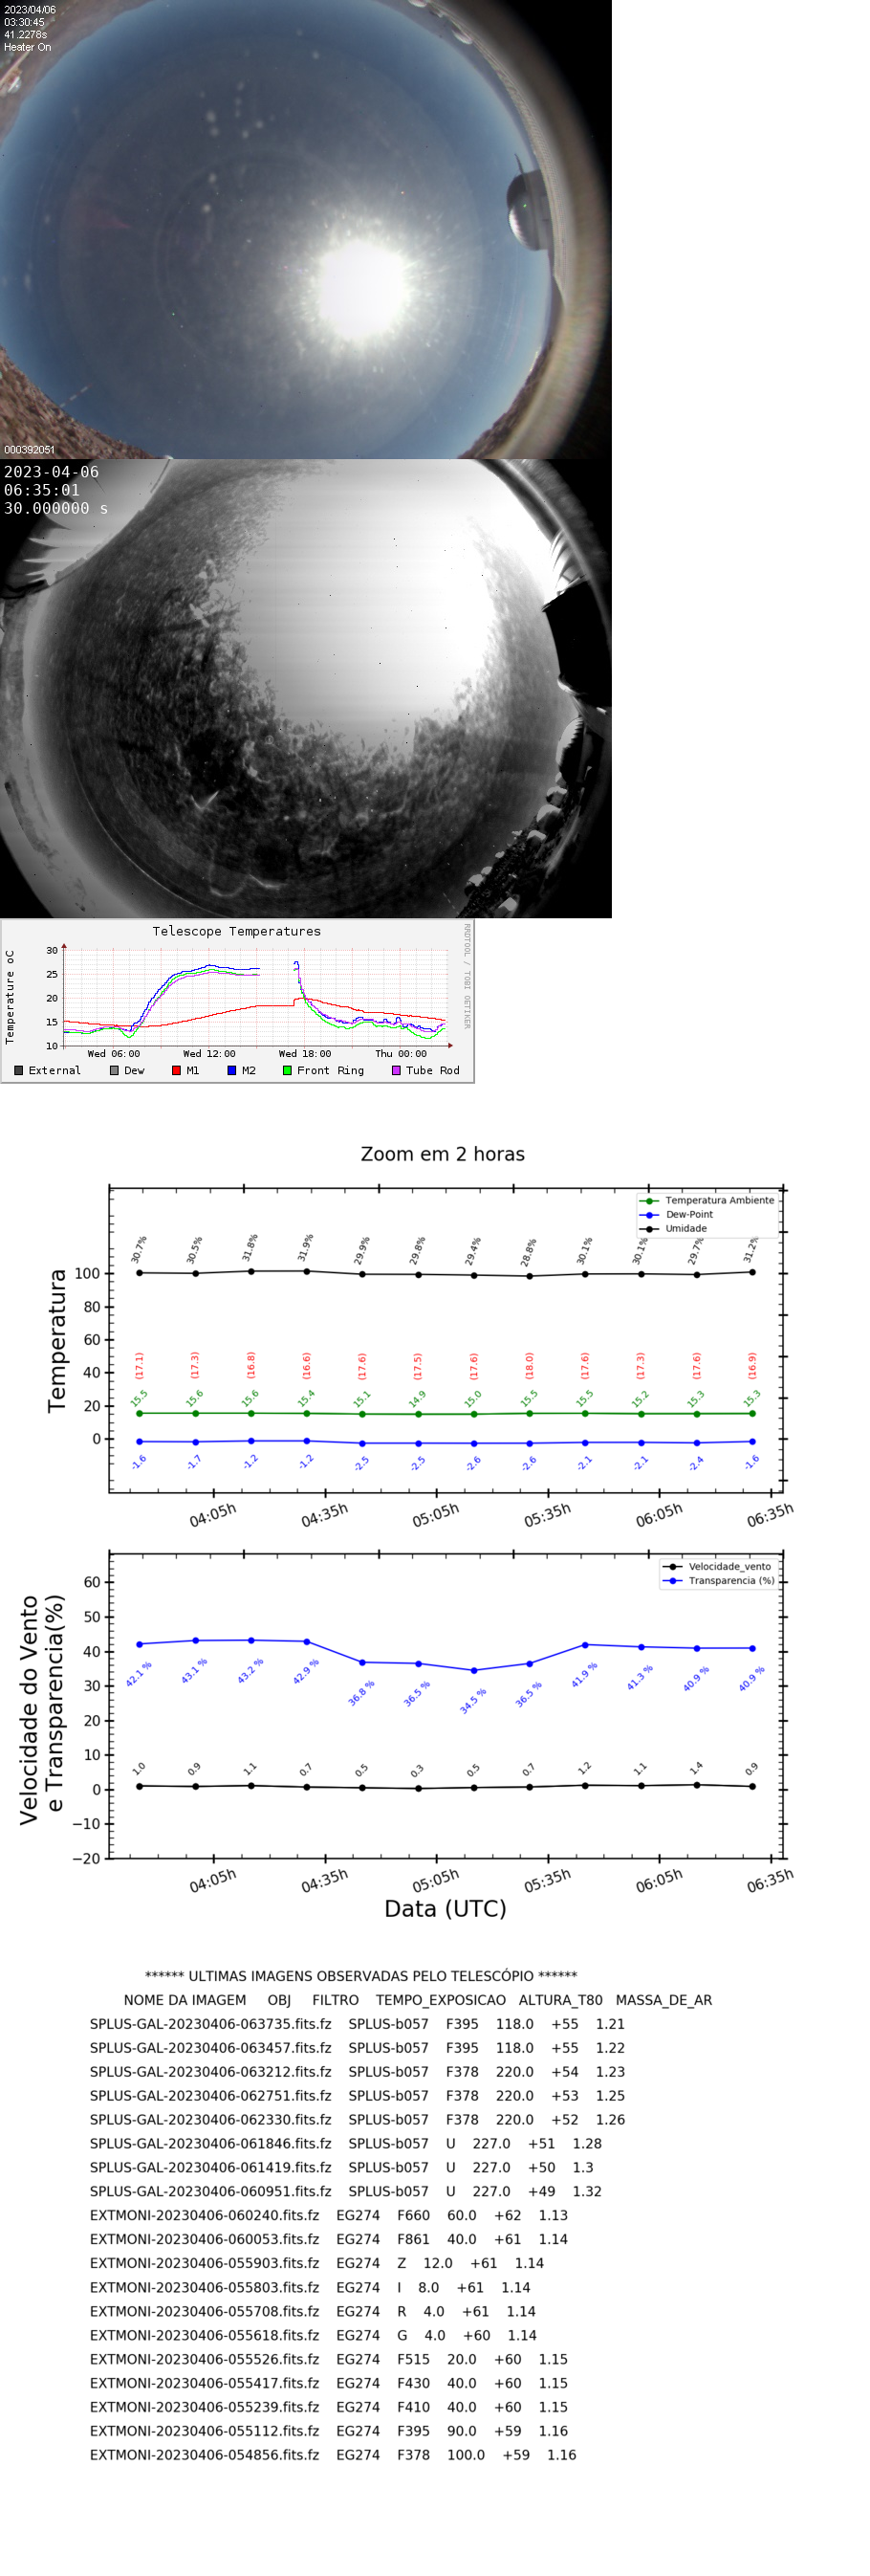 2023/04/06
03:30:45
41.2278s
Heater On
000392051
2023-04-06
06:35:01
30.000000 s
Telescope Temperatures
RRDTOOL / TOBI OETIKER
Temperature oC
30
25
20
15
10
Wed 06:00 Wed 12:00 Wed 18:00 Thu 00:00
External Dew M1 M2 Front Ring Tube Rod
Zoom em 2 horas
Temperatura Ambiente
Dew-Point
Umidade
30.7% 30.5% 31.8% 31.9% 29.9% 29.8% 29.4% 28.8% 30.1% 30.1% 29.7% 31.2%
Temperatura
100
80
60
40
20
0
(17.1) (17.3) (16.8) (16.6) (17.6) (17.5) (17.6) (18.0) (17.6) (17.3) (17.6) (16.9)
15.5 15.6 15.6 15.4 15.1 14.9 15.0 15.5 15.5 15.2 15.3 15.3
-1.6 -1.7 -1.2 -1.2 -2.5 -2.5 -2.6 -2.6 -2.1 -2.1 -2.4 -1.6
04:05h 04:35h 05:05h 05:35h 06:05h 06:35h
Velocidade_vento
Transparencia (%)
Velocidade do Vento
e Transparencia(%)
60
50
40
30
20
10
0
−10
−20
42.1 % 43.1 % 43.2 % 42.9 % 36.8 % 36.5 % 34.5 % 36.5 % 41.9 % 41.3 % 40.9 % 40.9 %
1.0 0.9 1.1 0.7 0.5 0.3 0.5 0.7 1.2 1.1 1.4 0.9
04:05h 04:35h 05:05h 05:35h 06:05h 06:35h
Data (UTC)
****** ULTIMAS IMAGENS OBSERVADAS PELO TELESCÓPIO ******
NOME DA IMAGEM OBJ FILTRO TEMPO_EXPOSICAO ALTURA_T80 MASSA_DE_AR
SPLUS-GAL-20230406-063735.fits.fz SPLUS-b057 F395 118.0 +55 1.21
SPLUS-GAL-20230406-063457.fits.fz SPLUS-b057 F395 118.0 +55 1.22
SPLUS-GAL-20230406-063212.fits.fz SPLUS-b057 F378 220.0 +54 1.23
SPLUS-GAL-20230406-062751.fits.fz SPLUS-b057 F378 220.0 +53 1.25
SPLUS-GAL-20230406-062330.fits.fz SPLUS-b057 F378 220.0 +52 1.26
SPLUS-GAL-20230406-061846.fits.fz SPLUS-b057 U 227.0 +51 1.28
SPLUS-GAL-20230406-061419.fits.fz SPLUS-b057 U 227.0 +50 1.3
SPLUS-GAL-20230406-060951.fits.fz SPLUS-b057 U 227.0 +49 1.32
EXTMONI-20230406-060240.fits.fz EG274 F660 60.0 +62 1.13
EXTMONI-20230406-060053.fits.fz EG274 F861 40.0 +61 1.14
EXTMONI-20230406-055903.fits.fz EG274 Z 12.0 +61 1.14
EXTMONI-20230406-055803.fits.fz EG274 I 8.0 +61 1.14
EXTMONI-20230406-055708.fits.fz EG274 R 4.0 +61 1.14
EXTMONI-20230406-055618.fits.fz EG274 G 4.0 +60 1.14
EXTMONI-20230406-055526.fits.fz EG274 F515 20.0 +60 1.15
EXTMONI-20230406-055417.fits.fz EG274 F430 40.0 +60 1.15
EXTMONI-20230406-055239.fits.fz EG274 F410 40.0 +60 1.15
EXTMONI-20230406-055112.fits.fz EG274 F395 90.0 +59 1.16
EXTMONI-20230406-054856.fits.fz EG274 F378 100.0 +59 1.16